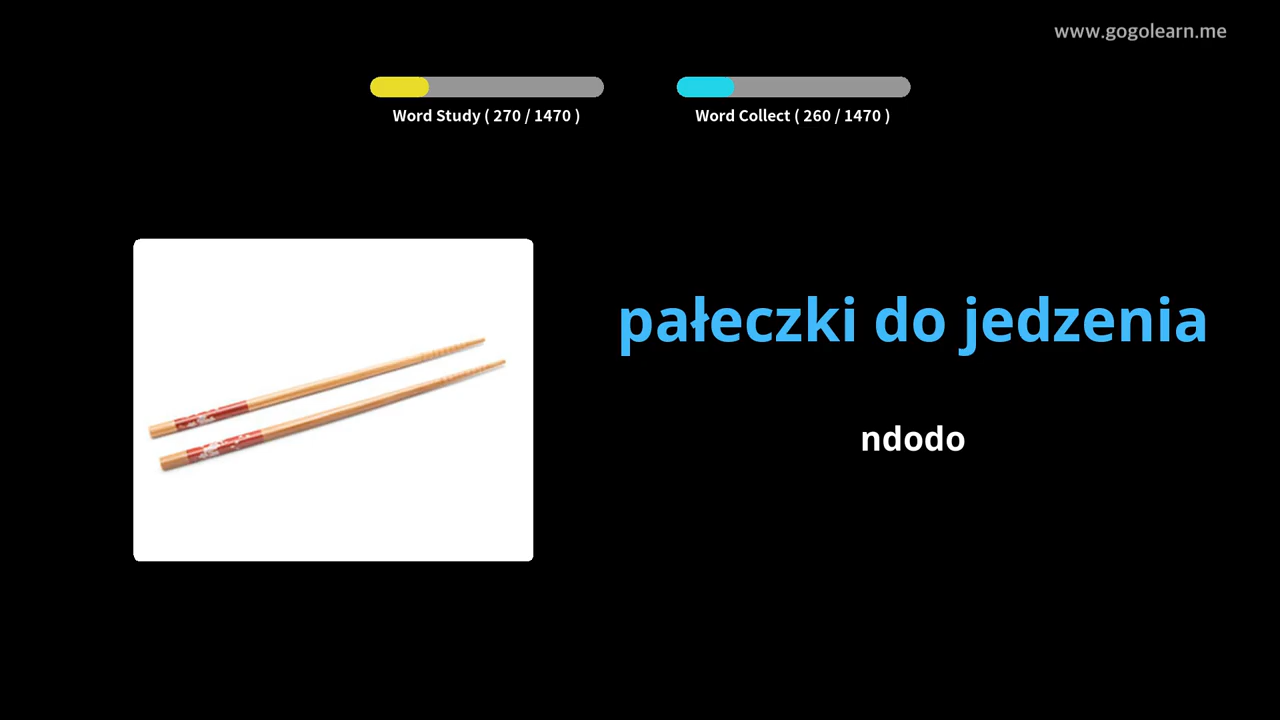 www.gogolearn.me
Word Study ( 270 / 1470 )
Word Collect ( 260 / 1470 )
pałeczki do jedzenia
ndodo